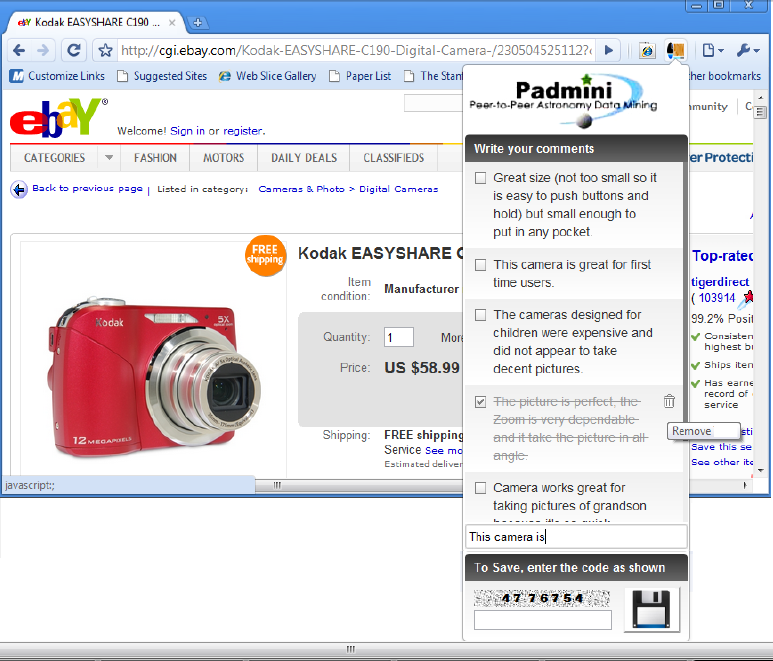 ebY Kodak EASYSHARE C190 ...
http://cgi.ebay.com/Kodak-EASYSHARE-C190-Digital-Camera-/230504525112?
Customize Links Suggested Sites Web Slice Gallery Paper List The Stan her bookmarks
ebay®
Welcome! Sign in or register.
mmunity
C
CATEGORIES FASHION MOTORS DAILY DEALS CLASSIFIEDS
er Protecti
Back to previous page | Listed in category: Cameras & Photo > Digital Cameras
FREE
shipping
Kodak EASYSHARE C
Item
condition:
Manufacturer
Quantity: 1 More
Price: US $58.99
Shipping: FREE shipping
Service See mo
Estimated deliver
Kodak
5X
12 MEGAPIXELS
Padmini
Peer-to-Peer Astronomy Data Mining
Write your comments
Great size (not too small so it
is easy to push buttons and
hold) but small enough to
put in any pocket.
This camera is great for first
time users.
The cameras designed for
children were expensive and
did not appear to take
decent pictures.
The picture is perfect, the
Zoom is very dependable
and it take the picture in all
angle.
Remove
Camera works great for
taking pictures of grandson
because it's so quick
This camera is
To Save, enter the code as shown
4776754
Top-rated
tigerdirect
( 103914
99.2% Posit
Consisten
highest b
Ships iten
Has earne
record of
service
Save this se
See other ite
javascript:;